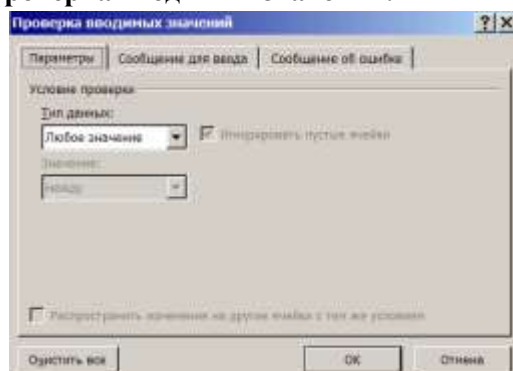 Проверка вводимых значений
Параметры Сообщение для ввода Сообщение об ошибке
Условие проверки
Тип данных:
Любое значение Игнорировать пустые ячейки
Значение:
между
Распространить изменения на другие ячейки с тем же условием
Очистить все ОК Отмена